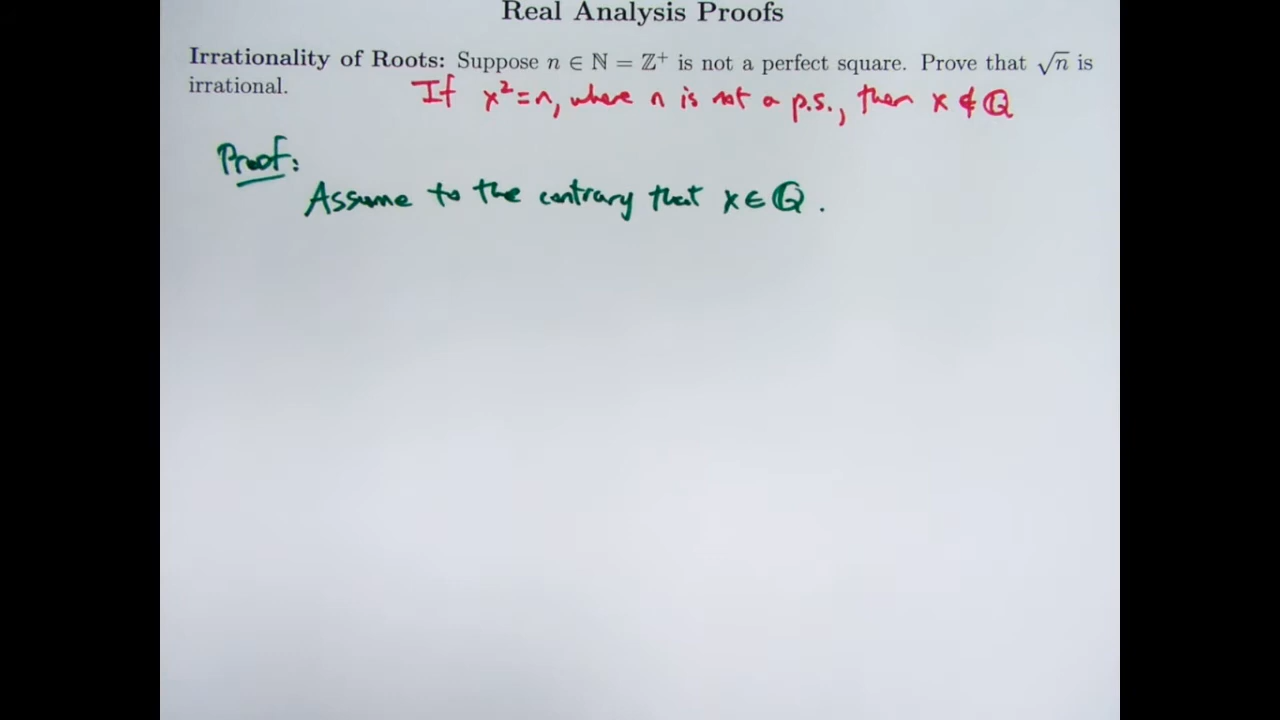 Real Analysis Proofs
Irrationality of Roots: Suppose n ∈ ℕ = ℤ⁺ is not a perfect square. Prove that √n is
irrational.
If x² = n, where n is not a p.s., then x ∉ ℚ
Proof:
Assume to the contrary that x ∈ ℚ.